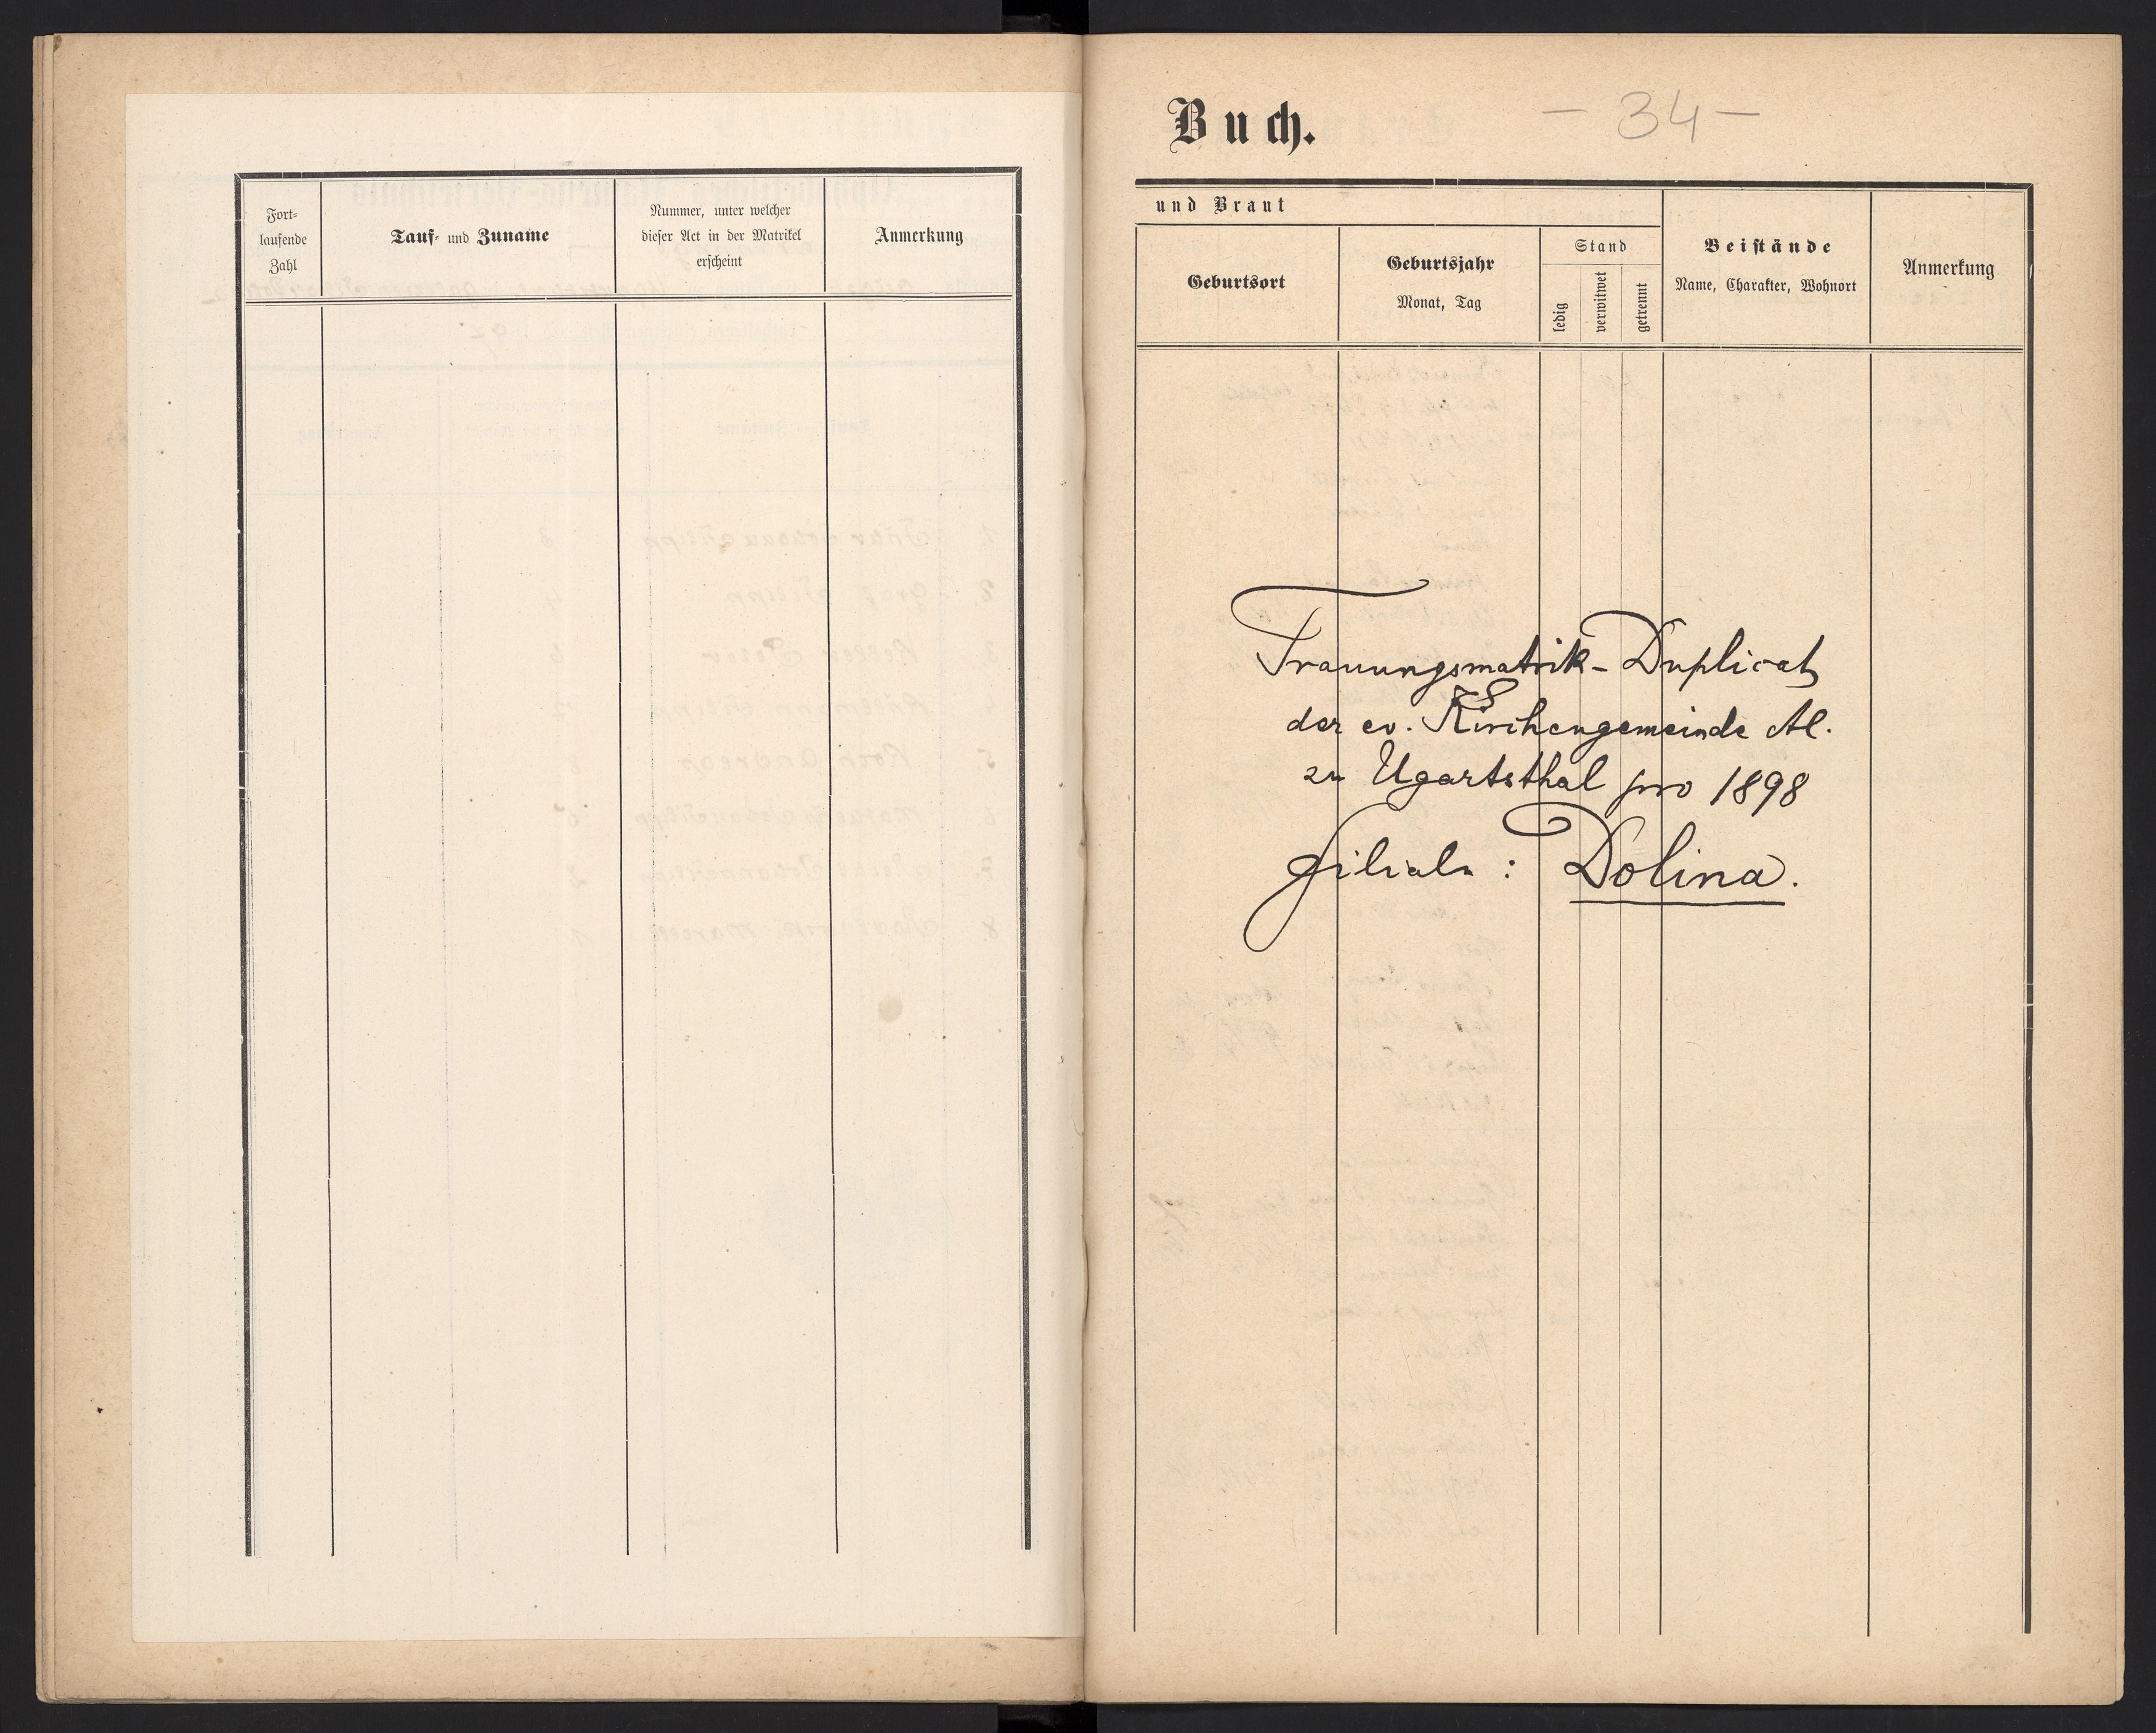 Fort-
laufende
Zahl
Tauf- und Zuname
Nummer, unter welcher
dieser Act in der Matrikel
erscheint
Anmerkung
Buch.
- 34 -
und Braut
Geburtsort
Geburtsjahr
Monat, Tag
Stand
ledig
verwitwet
getrennt
Beistände
Name, Charakter, Wohnort
Anmerkung
Trauungsmatrik-Duplicat
der ev. Kirchengemeinde AC.
zu Ugartsthal pro 1898
Filiale : Dolina.